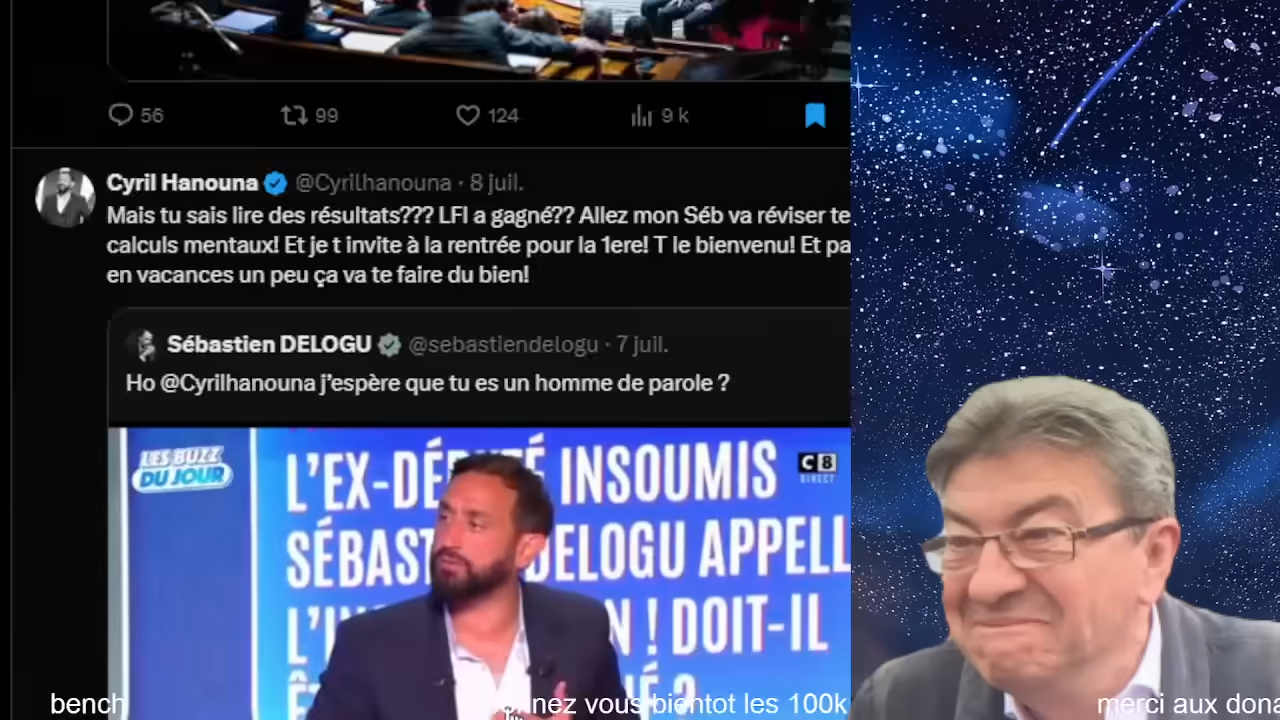 56 99 124 9 k
Cyril Hanouna @Cyrilhanouna · 8 juil.
Mais tu sais lire des résultats??? LFI a gagné?? Allez mon Séb va réviser te
calculs mentaux! Et je t invite à la rentrée pour la 1ere! T le bienvenu! Et pa
en vacances un peu ça va te faire du bien!
Sébastien DELOGU @sebastiendelogu · 7 juil.
Ho @Cyrilhanouna j’espère que tu es un homme de parole ?
LES BUZZ
DU JOUR
C8
DIRECT
L’EX-DÉ É INSOUMIS
SÉBAST DELOGU APPELL
L’IN N ! DOIT-IL
ÊT É ?
bench nnez vous bientot les 100k merci aux dona